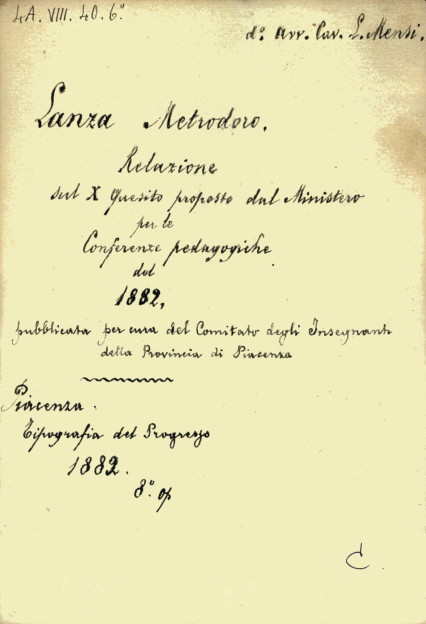 4A. VIII. 40. 6°
d°. Avv. Cav. L. Mensi.
Lanza Metrodoro.
Relazione
sul X Quesito proposto dal Ministero
per le
Conferenze pedagogiche
del
1882,
pubblicata per cura del Comitato degli Insegnanti
della Provincia di Piacenza
Piacenza.
Tipografia del Progresso
1882.
8.° op
C.